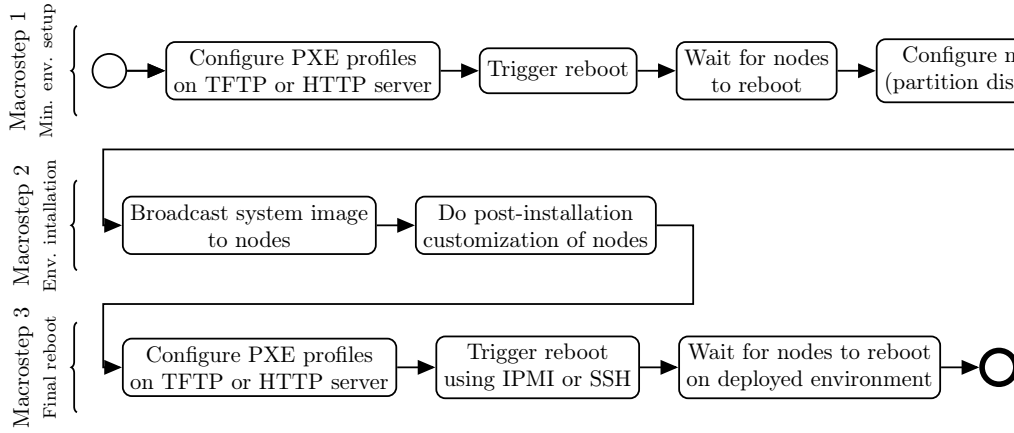 Macrostep 1
Min. env. setup
Configure PXE profiles
on TFTP or HTTP server
Trigger reboot
Wait for nodes
to reboot
Configure
(partition
Macrostep 2
Env. intallation
Broadcast system image
to nodes
Do post-installation
customization of nodes
Macrostep 3
Final reboot
Configure PXE profiles
on TFTP or HTTP server
Trigger reboot
using IPMI or SSH
Wait for nodes to reboot
on deployed environment